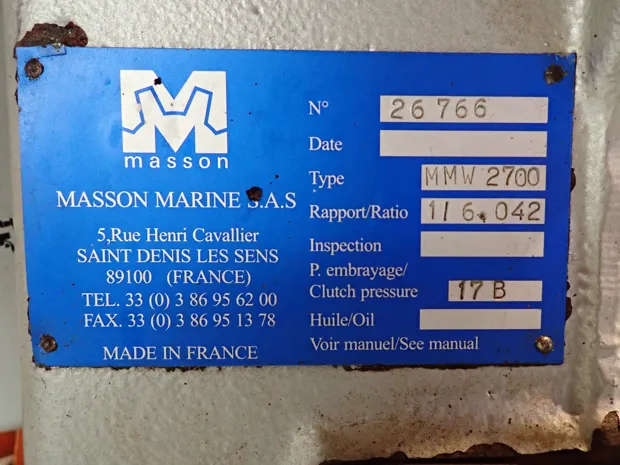 masson
MASSON MARINE S.A.S
5,Rue Henri Cavallier
SAINT DENIS LES SENS
89100 (FRANCE)
TEL. 33 (0) 3 86 95 62 00
FAX. 33 (0) 3 86 95 13 78
MADE IN FRANCE
N° 26 766
Date
Type MMW 2700
Rapport/Ratio 1/6.042
Inspection
P. embrayage/
Clutch pressure 17 B
Huile/Oil
Voir manuel/See manual